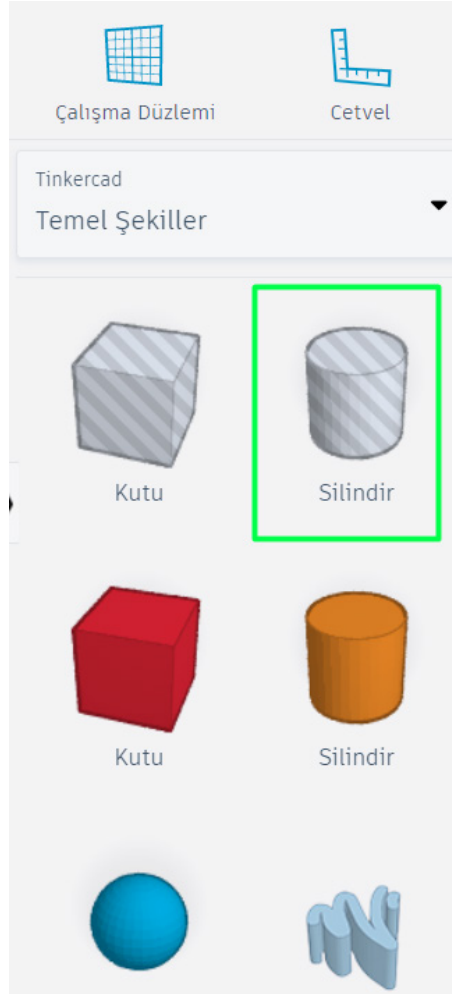 Çalışma Düzlemi
Cetvel
Tinkercad
Temel Şekiller
Kutu
Silindir
Kutu
Silindir